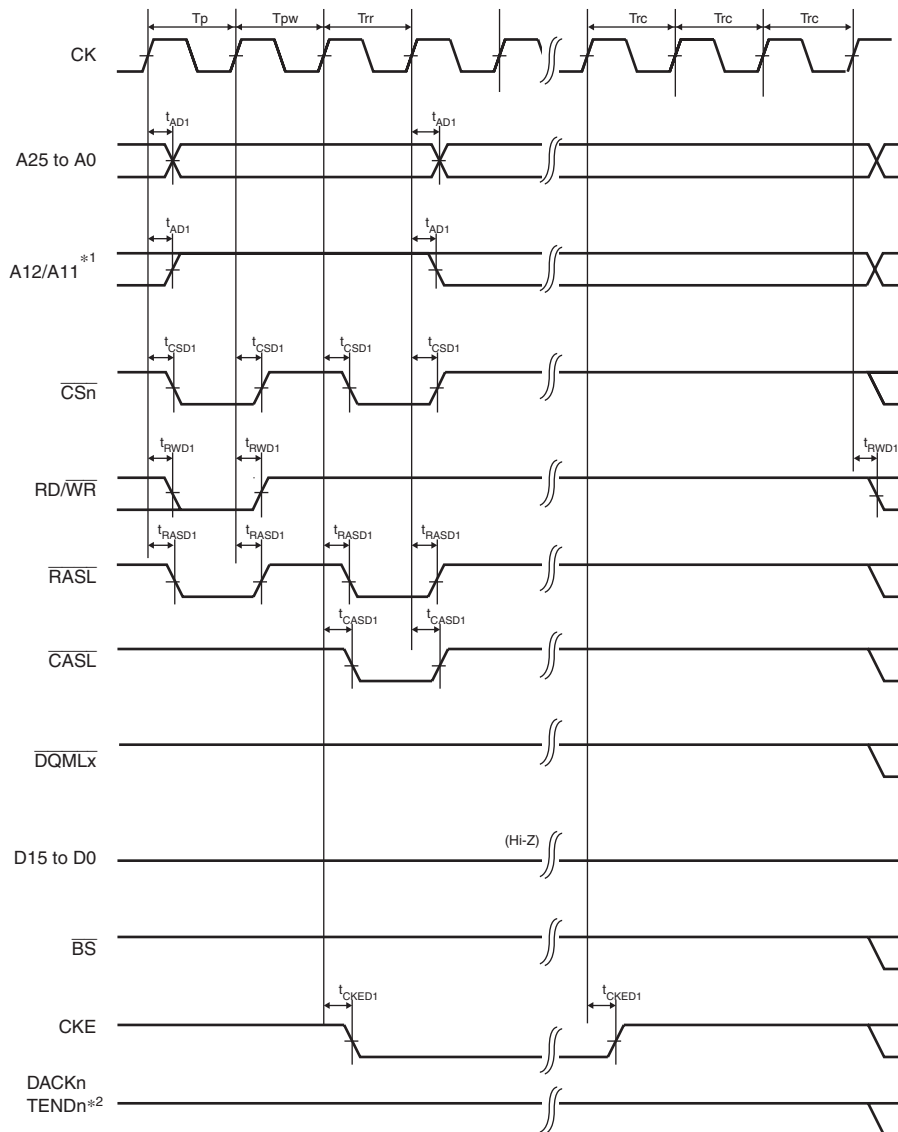 Tp Tpw Trr Trc Trc Trc
CK
tAD1 tAD1
A25 to A0
tAD1 tAD1
A12/A11*1
tCSD1 tCSD1 tCSD1 tCSD1
CSn
tRWD1 tRWD1 tRWD1
RD/WR
tRASD1 tRASD1 tRASD1 tRASD1
RASL
tCASD1 tCASD1
CASL
DQMLx
(Hi-Z)
D15 to D0
BS
tCKED1 tCKED1
CKE
DACKn
TENDn*2